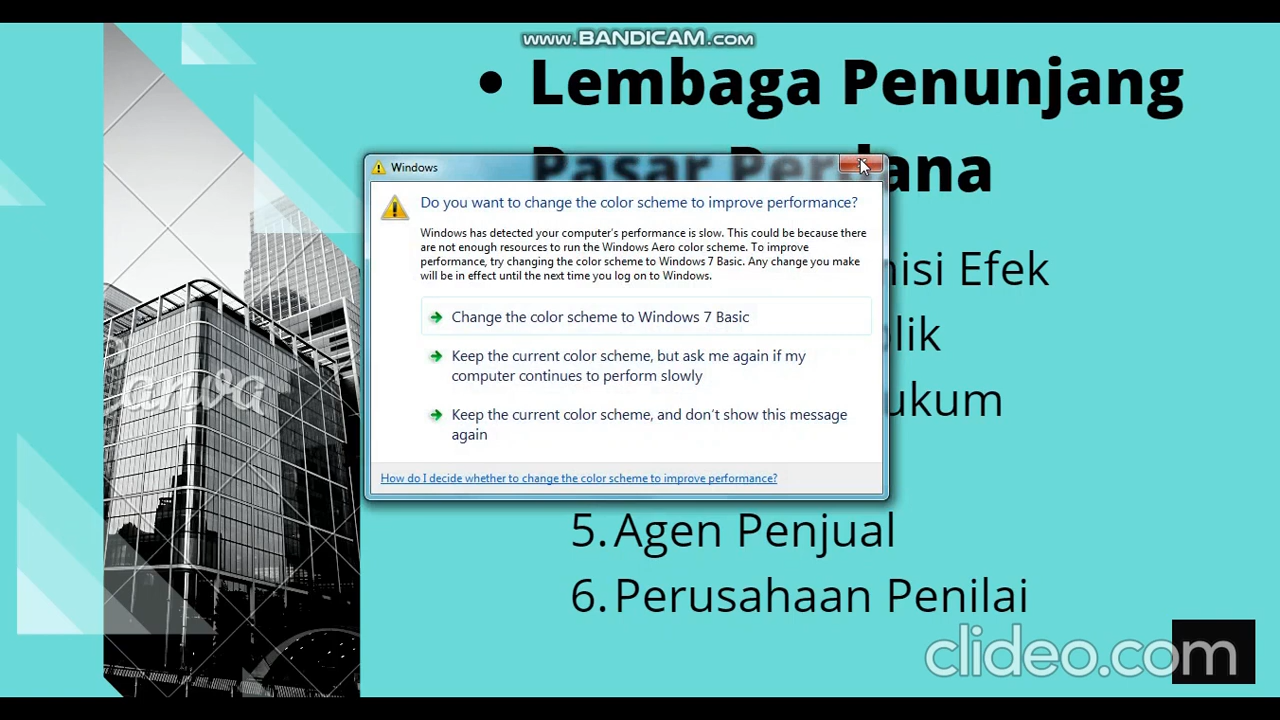 www.BANDICAM.com
• Lembaga Penunjang
Pasar Perdana
Windows
Do you want to change the color scheme to improve performance?
Windows has detected your computer's performance is slow. This could be because there
are not enough resources to run the Windows Aero color scheme. To improve
performance, try changing the color scheme to Windows 7 Basic. Any change you make
will be in effect until the next time you log on to Windows.
Change the color scheme to Windows 7 Basic
Keep the current color scheme, but ask me again if my
computer continues to perform slowly
Keep the current color scheme, and don't show this message
again
How do I decide whether to change the color scheme to improve performance?
Efek
5. Agen Penjual
6. Perusahaan Penilai
Canva
clideo.com